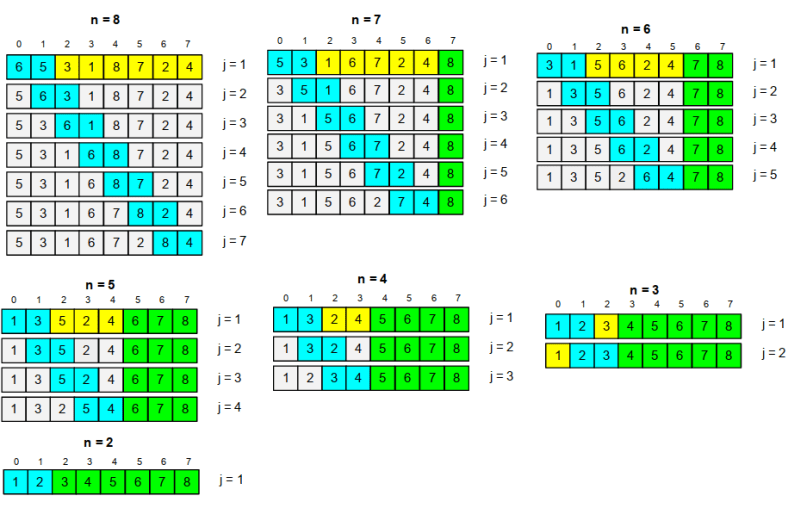 n = 8
0 1 2 3 4 5 6 7
6 5 3 1 8 7 2 4 j = 1
5 6 3 1 8 7 2 4 j = 2
5 3 6 1 8 7 2 4 j = 3
5 3 1 6 8 7 2 4 j = 4
5 3 1 6 8 7 2 4 j = 5
5 3 1 6 7 8 2 4 j = 6
5 3 1 6 7 2 8 4 j = 7
n = 7
0 1 2 3 4 5 6 7
5 3 1 6 7 2 4 8 j = 1
3 5 1 6 7 2 4 8 j = 2
3 1 5 6 7 2 4 8 j = 3
3 1 5 6 7 2 4 8 j = 4
3 1 5 6 7 2 4 8 j = 5
3 1 5 6 2 7 4 8 j = 6
n = 6
0 1 2 3 4 5 6 7
3 1 5 6 2 4 7 8 j = 1
1 3 5 6 2 4 7 8 j = 2
1 3 5 6 2 4 7 8 j = 3
1 3 5 6 2 4 7 8 j = 4
1 3 5 2 6 4 7 8 j = 5
n = 5
0 1 2 3 4 5 6 7
1 3 5 2 4 6 7 8 j = 1
1 3 5 2 4 6 7 8 j = 2
1 3 5 2 4 6 7 8 j = 3
1 3 2 5 4 6 7 8 j = 4
n = 4
0 1 2 3 4 5 6 7
1 3 2 4 5 6 7 8 j = 1
1 3 2 4 5 6 7 8 j = 2
1 2 3 4 5 6 7 8 j = 3
n = 3
0 1 2 3 4 5 6 7
1 2 3 4 5 6 7 8 j = 1
1 2 3 4 5 6 7 8 j = 2
n = 2
0 1 2 3 4 5 6 7
1 2 3 4 5 6 7 8 j = 1